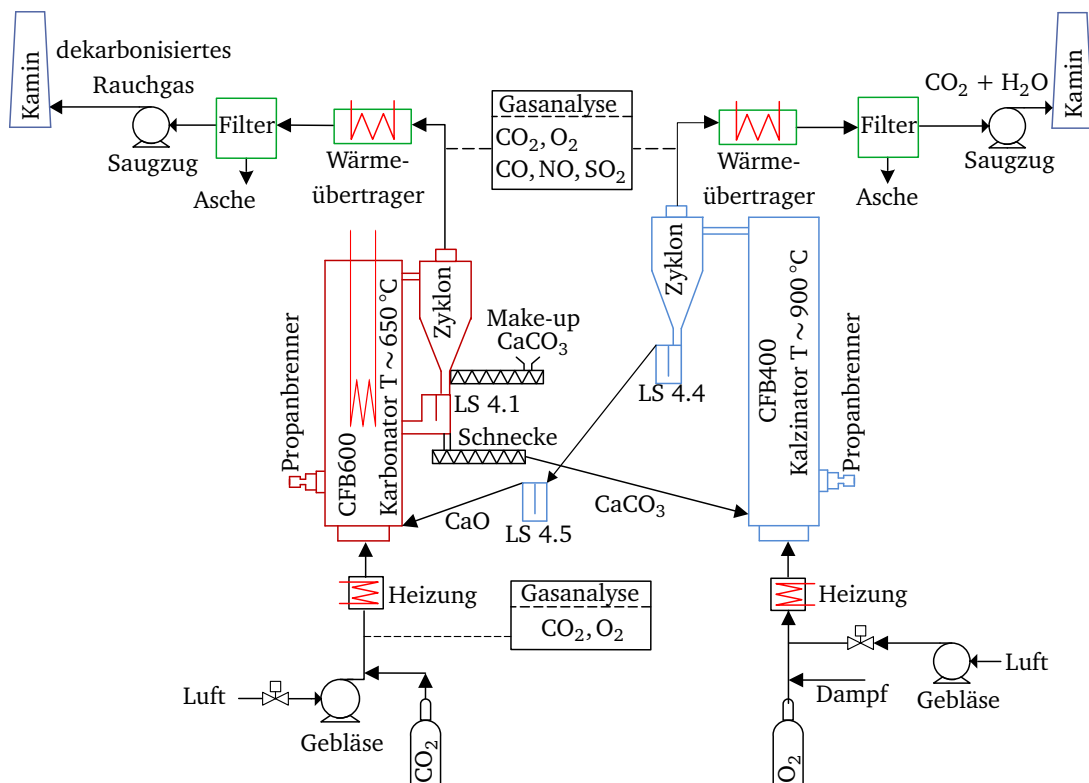 Kamin
dekarbonisiertes
Rauchgas
Saugzug
Filter
Asche
Wärme-
übertrager
Gasanalyse
CO₂, O₂
CO, NO, SO₂
Wärme-
übertrager
Filter
Asche
CO₂ + H₂O
Saugzug
Kamin
Propanbrenner
CFB600
Karbonator T ~ 650 °C
Zyklon
Make-up
CaCO₃
LS 4.1
Schnecke
Zyklon
LS 4.4
CFB400
Kalzinator T ~ 900 °C
Propanbrenner
CaO
LS 4.5
CaCO₃
Heizung
Gasanalyse
CO₂, O₂
Heizung
Luft
Gebläse
CO₂
Dampf
O₂
Luft
Gebläse